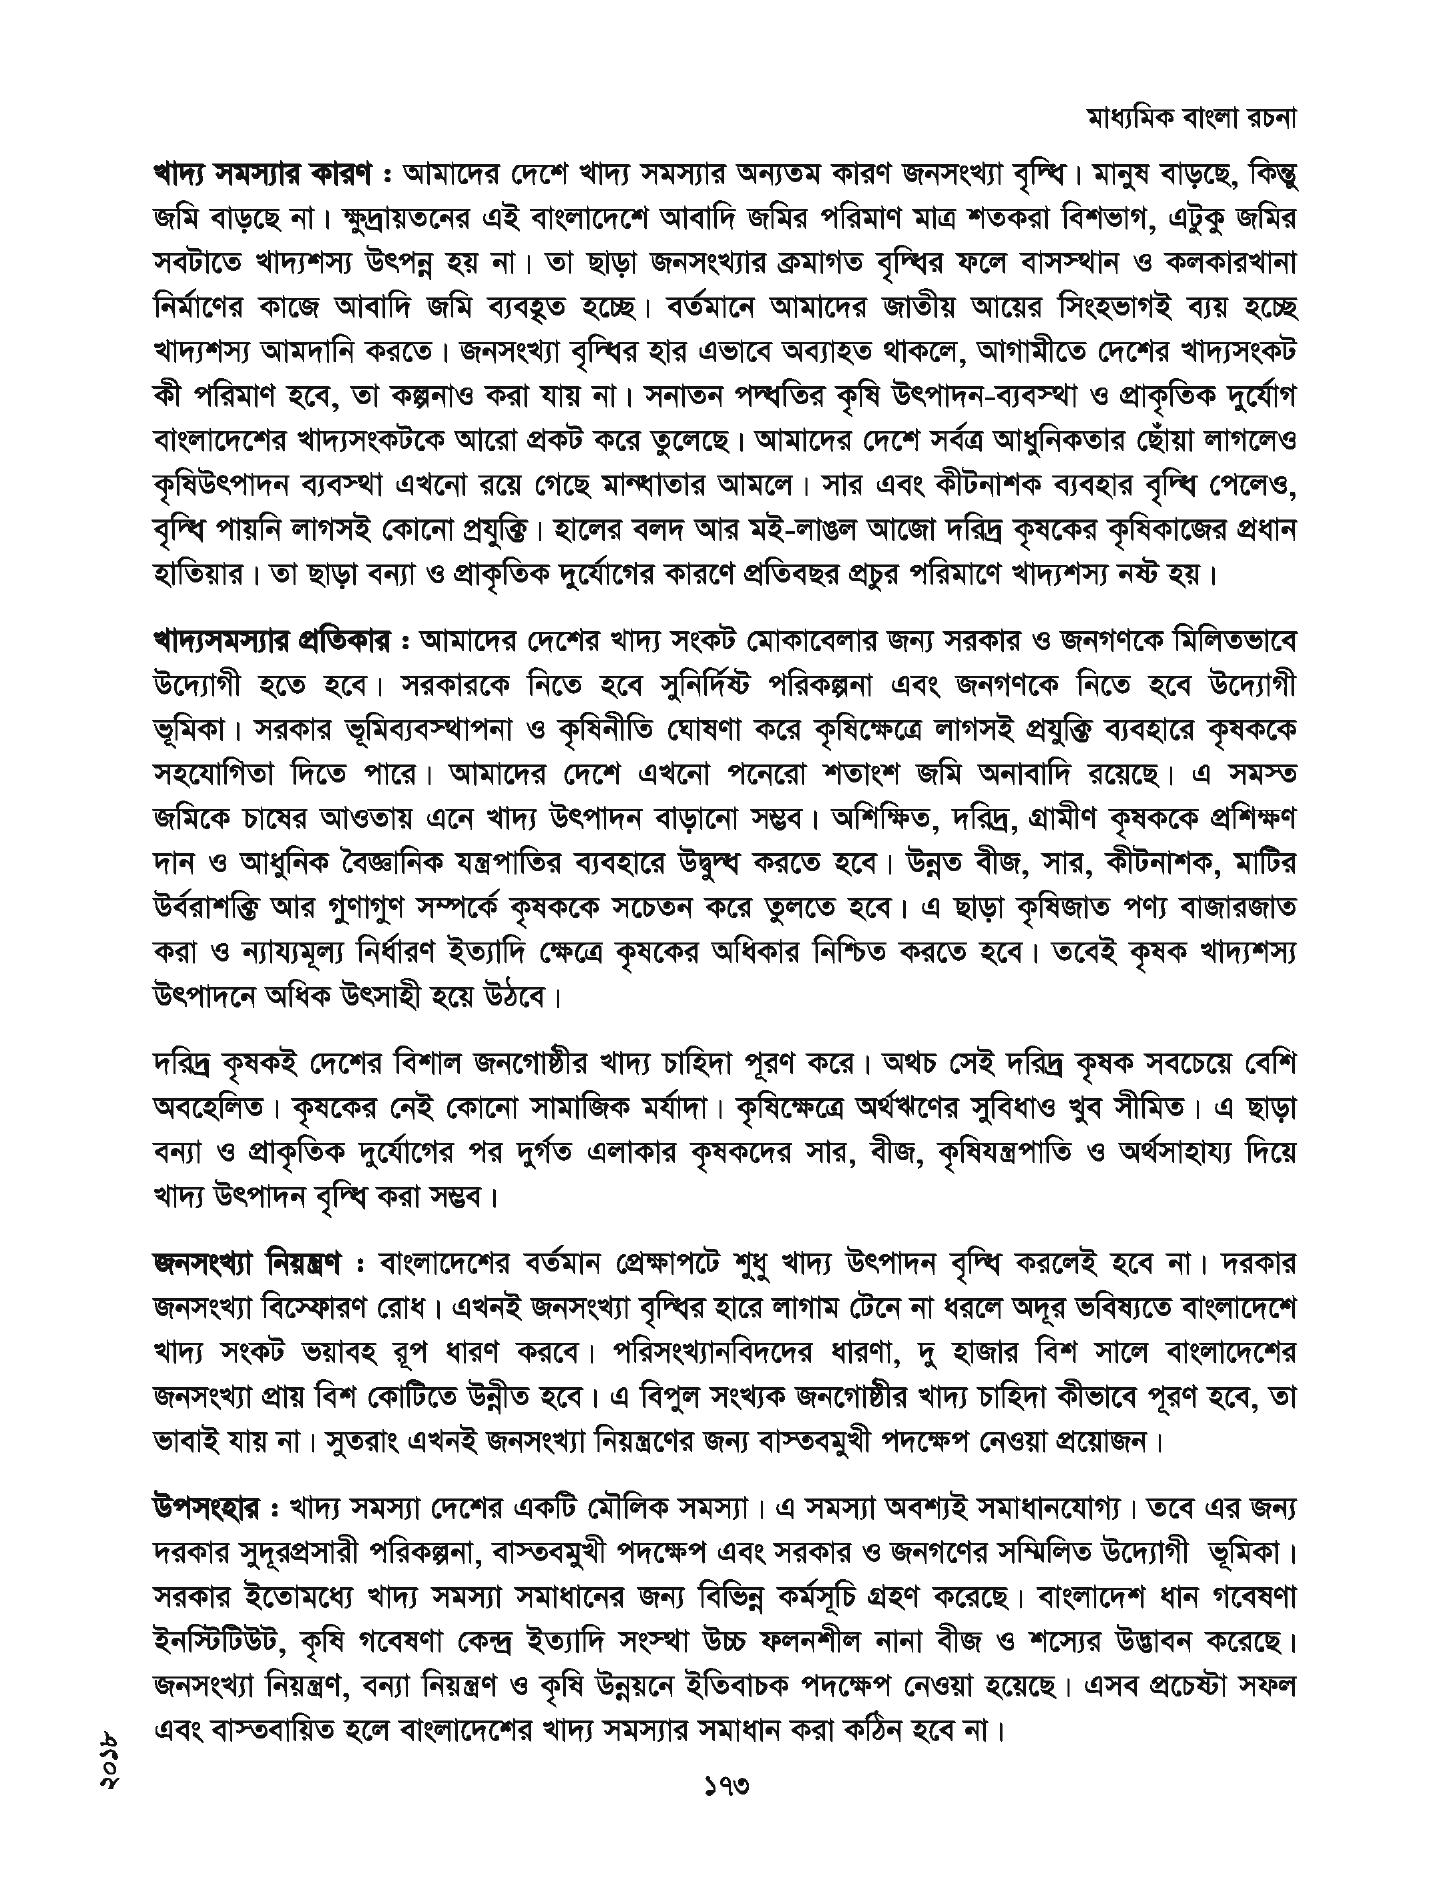 মাধ্যমিক বাংলা রচনা
খাদ্য সমস্যার কারণ : আমাদের দেশে খাদ্য সমস্যার অন্যতম কারণ জনসংখ্যা বৃদ্ধি। মানুষ বাড়ছে, কিন্তু
জমি বাড়ছে না। ক্ষুদ্রায়তনের এই বাংলাদেশে আবাদি জমির পরিমাণ মাত্র শতকরা বিশভাগ, এটুকু জমির
সবটাতে খাদ্যশস্য উৎপন্ন হয় না। তা ছাড়া জনসংখ্যার ক্রমাগত বৃদ্ধির ফলে বাসস্থান ও কলকারখানা
নির্মাণের কাজে আবাদি জমি ব্যবহৃত হচ্ছে। বর্তমানে আমাদের জাতীয় আয়ের সিংহভাগই ব্যয় হচ্ছে
খাদ্যশস্য আমদানি করতে। জনসংখ্যা বৃদ্ধির হার এভাবে অব্যাহত থাকলে, আগামীতে দেশের খাদ্যসংকট
কী পরিমাণ হবে, তা কল্পনাও করা যায় না। সনাতন পদ্ধতির কৃষি উৎপাদন-ব্যবস্থা ও প্রাকৃতিক দুর্যোগ
বাংলাদেশের খাদ্যসংকটকে আরো প্রকট করে তুলেছে। আমাদের দেশে সর্বত্র আধুনিকতার ছোঁয়া লাগলেও
কৃষিউৎপাদন ব্যবস্থা এখনো রয়ে গেছে মান্ধাতার আমলে। সার এবং কীটনাশক ব্যবহার বৃদ্ধি পেলেও,
বৃদ্ধি পায়নি লাগসই কোনো প্রযুক্তি। হালের বলদ আর মই-লাঙল আজো দরিদ্র কৃষকের কৃষিকাজের প্রধান
হাতিয়ার। তা ছাড়া বন্যা ও প্রাকৃতিক দুর্যোগের কারণে প্রতিবছর প্রচুর পরিমাণে খাদ্যশস্য নষ্ট হয়।
খাদ্যসমস্যার প্রতিকার : আমাদের দেশের খাদ্য সংকট মোকাবেলার জন্য সরকার ও জনগণকে মিলিতভাবে
উদ্যোগী হতে হবে। সরকারকে নিতে হবে সুনির্দিষ্ট পরিকল্পনা এবং জনগণকে নিতে হবে উদ্যোগী
ভূমিকা। সরকার ভূমিব্যবস্থাপনা ও কৃষিনীতি ঘোষণা করে কৃষিক্ষেত্রে লাগসই প্রযুক্তি ব্যবহারে কৃষককে
সহযোগিতা দিতে পারে। আমাদের দেশে এখনো পনেরো শতাংশ জমি অনাবাদি রয়েছে। এ সমস্ত
জমিকে চাষের আওতায় এনে খাদ্য উৎপাদন বাড়ানো সম্ভব। অশিক্ষিত, দরিদ্র, গ্রামীণ কৃষককে প্রশিক্ষণ
দান ও আধুনিক বৈজ্ঞানিক যন্ত্রপাতির ব্যবহারে উদ্বুদ্ধ করতে হবে। উন্নত বীজ, সার, কীটনাশক, মাটির
উর্বরাশক্তি আর গুণাগুণ সম্পর্কে কৃষককে সচেতন করে তুলতে হবে। এ ছাড়া কৃষিজাত পণ্য বাজারজাত
করা ও ন্যায্যমূল্য নির্ধারণ ইত্যাদি ক্ষেত্রে কৃষকের অধিকার নিশ্চিত করতে হবে। তবেই কৃষক খাদ্যশস্য
উৎপাদনে অধিক উৎসাহী হয়ে উঠবে।
দরিদ্র কৃষকই দেশের বিশাল জনগোষ্ঠীর খাদ্য চাহিদা পূরণ করে। অথচ সেই দরিদ্র কৃষক সবচেয়ে বেশি
অবহেলিত। কৃষকের নেই কোনো সামাজিক মর্যাদা। কৃষিক্ষেত্রে অর্থঋণের সুবিধাও খুব সীমিত। এ ছাড়া
বন্যা ও প্রাকৃতিক দুর্যোগের পর দুর্গত এলাকার কৃষকদের সার, বীজ, কৃষিযন্ত্রপাতি ও অর্থসাহায্য দিয়ে
খাদ্য উৎপাদন বৃদ্ধি করা সম্ভব।
জনসংখ্যা নিয়ন্ত্রণ : বাংলাদেশের বর্তমান প্রেক্ষাপটে শুধু খাদ্য উৎপাদন বৃদ্ধি করলেই হবে না। দরকার
জনসংখ্যা বিস্ফোরণ রোধ। এখনই জনসংখ্যা বৃদ্ধির হারে লাগাম টেনে না ধরলে অদূর ভবিষ্যতে বাংলাদেশে
খাদ্য সংকট ভয়াবহ রূপ ধারণ করবে। পরিসংখ্যানবিদদের ধারণা, দু হাজার বিশ সালে বাংলাদেশের
জনসংখ্যা প্রায় বিশ কোটিতে উন্নীত হবে। এ বিপুল সংখ্যক জনগোষ্ঠীর খাদ্য চাহিদা কীভাবে পূরণ হবে, তা
ভাবাই যায় না। সুতরাং এখনই জনসংখ্যা নিয়ন্ত্রণের জন্য বাস্তবমুখী পদক্ষেপ নেওয়া প্রয়োজন।
উপসংহার : খাদ্য সমস্যা দেশের একটি মৌলিক সমস্যা। এ সমস্যা অবশ্যই সমাধানযোগ্য। তবে এর জন্য
দরকার সুদূরপ্রসারী পরিকল্পনা, বাস্তবমুখী পদক্ষেপ এবং সরকার ও জনগণের সম্মিলিত উদ্যোগী ভূমিকা।
সরকার ইতোমধ্যে খাদ্য সমস্যা সমাধানের জন্য বিভিন্ন কর্মসূচি গ্রহণ করেছে। বাংলাদেশ ধান গবেষণা
ইনস্টিটিউট, কৃষি গবেষণা কেন্দ্র ইত্যাদি সংস্থা উচ্চ ফলনশীল নানা বীজ ও শস্যের উদ্ভাবন করেছে।
জনসংখ্যা নিয়ন্ত্রণ, বন্যা নিয়ন্ত্রণ ও কৃষি উন্নয়নে ইতিবাচক পদক্ষেপ নেওয়া হয়েছে। এসব প্রচেষ্টা সফল
এবং বাস্তবায়িত হলে বাংলাদেশের খাদ্য সমস্যার সমাধান করা কঠিন হবে না।
২০১৮
১৭৩